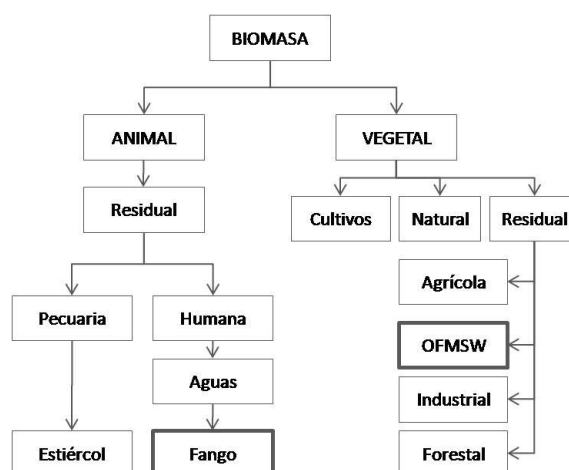 BIOMASA
ANIMAL
VEGETAL
Residual
Cultivos
Natural
Residual
Agrícola
Pecuaria
Humana
OFMSW
Aguas
Industrial
Estiércol
Fango
Forestal